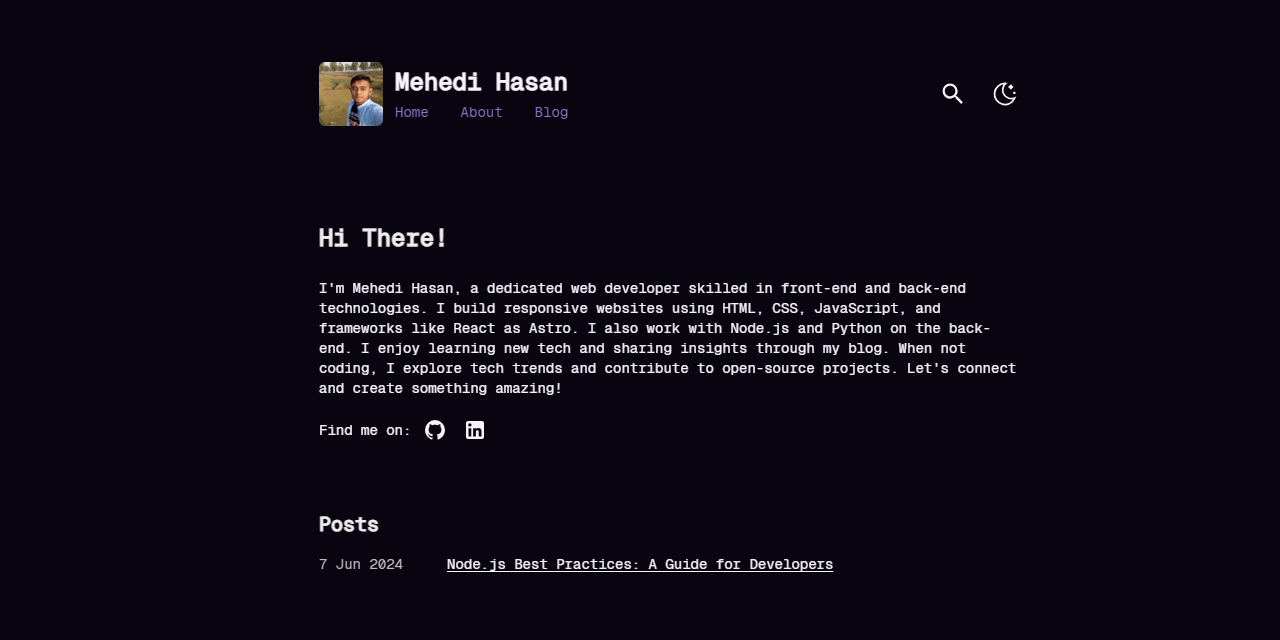 Mehedi Hasan
Home About Blog
Hi There!
I'm Mehedi Hasan, a dedicated web developer skilled in front-end and back-end
technologies. I build responsive websites using HTML, CSS, JavaScript, and
frameworks like React as Astro. I also work with Node.js and Python on the back-
end. I enjoy learning new tech and sharing insights through my blog. When not
coding, I explore tech trends and contribute to open-source projects. Let's connect
and create something amazing!
Find me on:
Posts
7 Jun 2024 Node.js Best Practices: A Guide for Developers